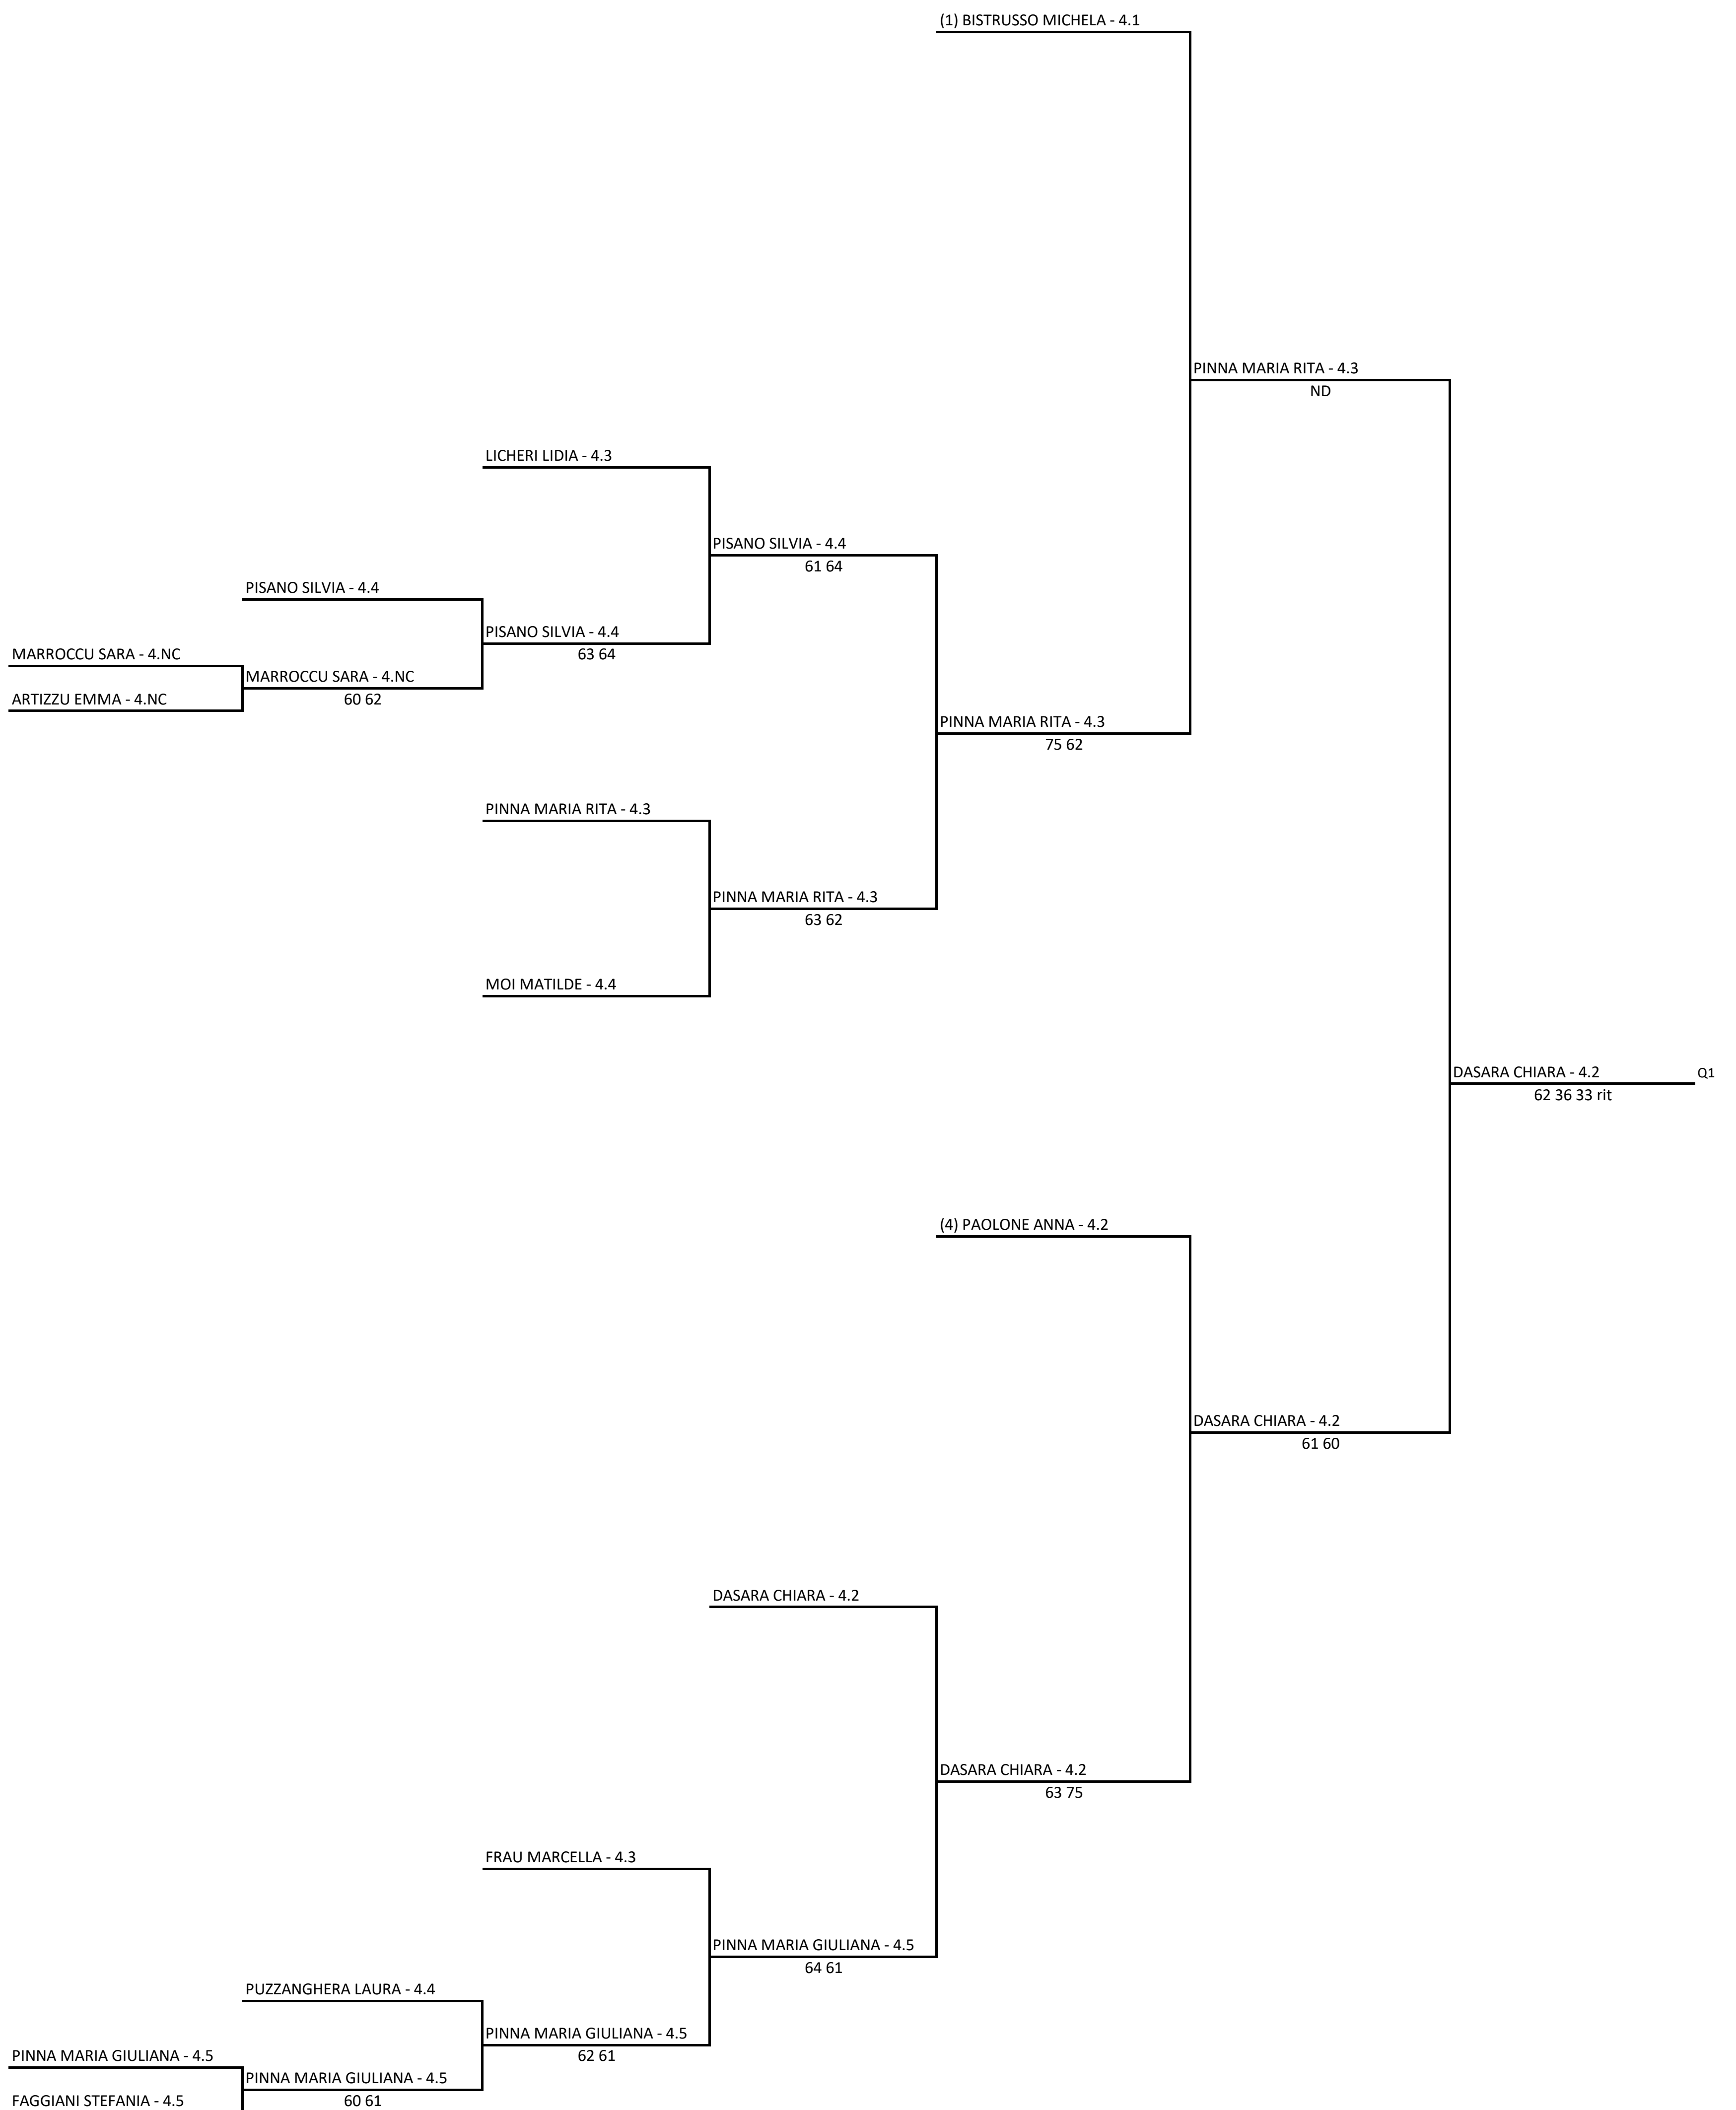 (1) BISTRUSSO MICHELA - 4.1
PINNA MARIA RITA - 4.3
ND
LICHERI LIDIA - 4.3
PISANO SILVIA - 4.4
61 64
PISANO SILVIA - 4.4
PISANO SILVIA - 4.4
63 64
MARROCCU SARA - 4.NC
MARROCCU SARA - 4.NC
60 62
ARTIZZU EMMA - 4.NC
PINNA MARIA RITA - 4.3
75 62
PINNA MARIA RITA - 4.3
PINNA MARIA RITA - 4.3
63 62
MOI MATILDE - 4.4
DASARA CHIARA - 4.2 Q1
62 36 33 rit
(4) PAOLONE ANNA - 4.2
DASARA CHIARA - 4.2
61 60
DASARA CHIARA - 4.2
DASARA CHIARA - 4.2
63 75
FRAU MARCELLA - 4.3
PINNA MARIA GIULIANA - 4.5
64 61
PUZZANGHERA LAURA - 4.4
PINNA MARIA GIULIANA - 4.5
62 61
PINNA MARIA GIULIANA - 4.5
PINNA MARIA GIULIANA - 4.5
60 61
FAGGIANI STEFANIA - 4.5